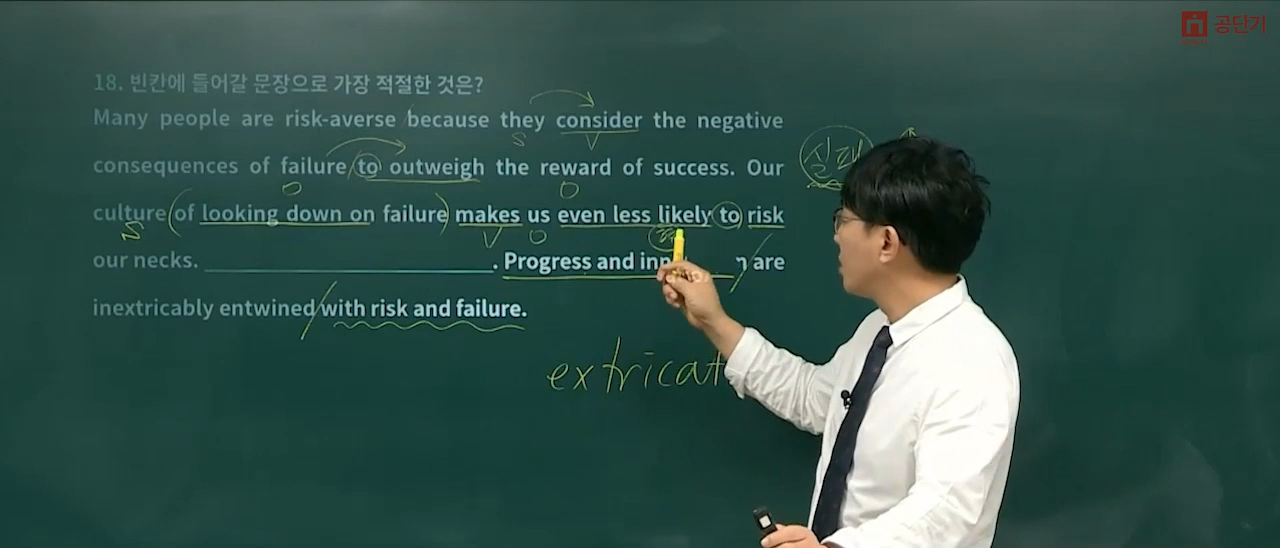 공단기
18. 빈칸에 들어갈 문장으로 가장 적절한 것은?
Many people are risk-averse because they consider the negative
S V
consequences of failure to outweigh the reward of success. Our
O O
culture (of looking down on failure) makes us even less likely to risk
S V O
our necks. ______________________________. Progress and are
inextricably entwined with risk and failure.